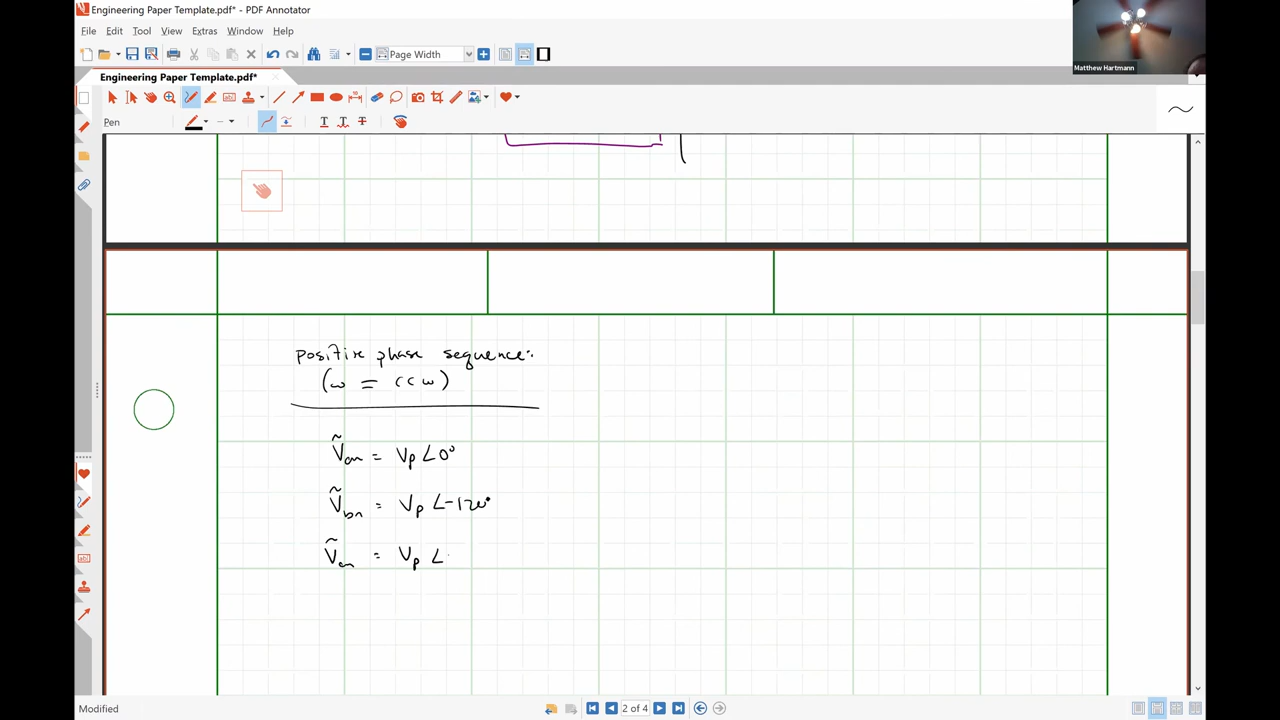 Engineering Paper Template.pdf* - PDF Annotator
File Edit Tool View Extras Window Help
Page Width
Engineering Paper Template.pdf*
Pen
Matthew Hartmann
positive phase sequence:
(ω = ccw)
Ṽan = Vp ∠0°
Ṽbn = Vp ∠-120°
Ṽcn = Vp ∠
Modified
2 of 4